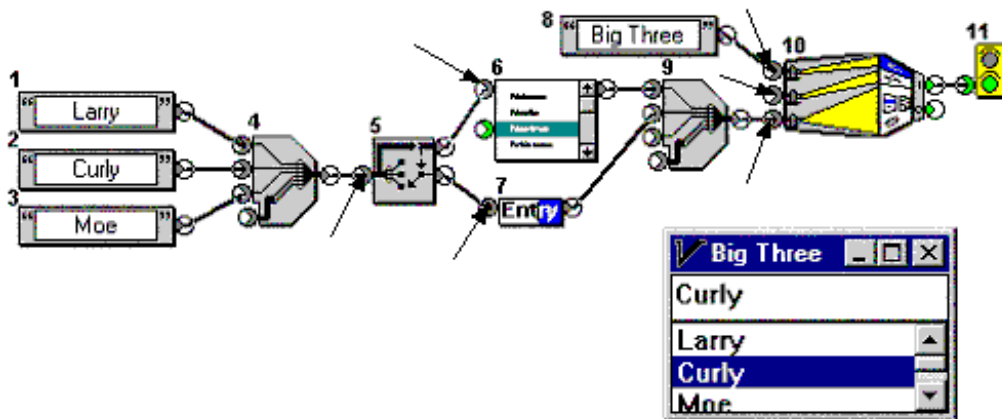 1
" Larry "
2
" Curly "
3
" Moe "
4
5
6
7
Entry
8
" Big Three "
9
10
11
Big Three
Curly
Larry
Curly
Moe